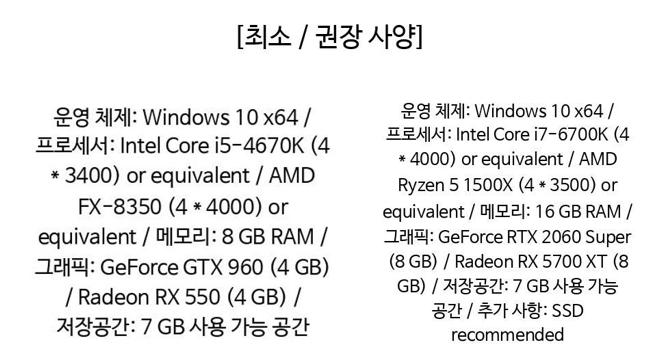 [최소 / 권장 사양]
운영 체제: Windows 10 x64 /
프로세서: Intel Core i5-4670K (4
* 3400) or equivalent / AMD
FX-8350 (4 * 4000) or
equivalent / 메모리: 8 GB RAM /
그래픽: GeForce GTX 960 (4 GB)
/ Radeon RX 550 (4 GB) /
저장공간: 7 GB 사용 가능 공간
운영 체제: Windows 10 x64 /
프로세서: Intel Core i7-6700K (4
* 4000) or equivalent / AMD
Ryzen 5 1500X (4 * 3500) or
equivalent / 메모리: 16 GB RAM /
그래픽: GeForce RTX 2060 Super
(8 GB) / Radeon RX 5700 XT (8
GB) / 저장공간: 7 GB 사용 가능
공간 / 추가 사항: SSD
recommended